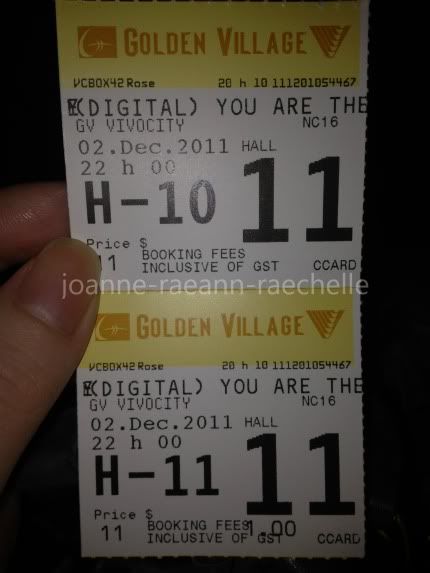 GOLDEN VILLAGE
VCBOX42 Rose 20 h 10 111201054467
(DIGITAL) YOU ARE THE
GV VIVOCITY NC16
02.Dec.2011 HALL
22 h 00
H-10 11
Price $
11 BOOKING FEES
INCLUSIVE OF GST CCARD
joanne-raeann-raechelle
GOLDEN VILLAGE
VCBOX42 Rose 20 h 10 111201054467
(DIGITAL) YOU ARE THE
GV VIVOCITY NC16
02.Dec.2011 HALL
22 h 00
H-11 11
Price $
11 BOOKING FEES 1.00
INCLUSIVE OF GST CCARD